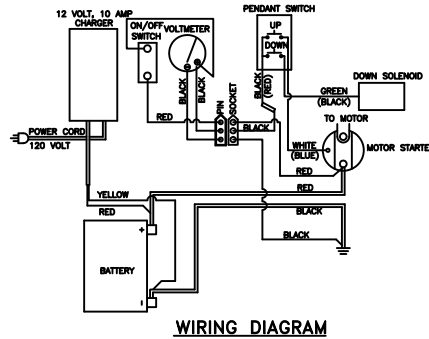 12 VOLT, 10 AMP
CHARGER
ON/OFF
SWITCH
VOLTMETER
PENDANT SWITCH
UP
DOWN
DOWN SOLENOID
GREEN
(BLACK)
TO MOTOR
BLACK
(RED)
BLACK
BLACK
PIN
SOCKET
RED
BLACK
POWER CORD
120 VOLT
WHITE
(BLUE)
MOTOR STARTE
RED
YELLOW
RED
RED
BLACK
BLACK
+
BATTERY
-
WIRING DIAGRAM